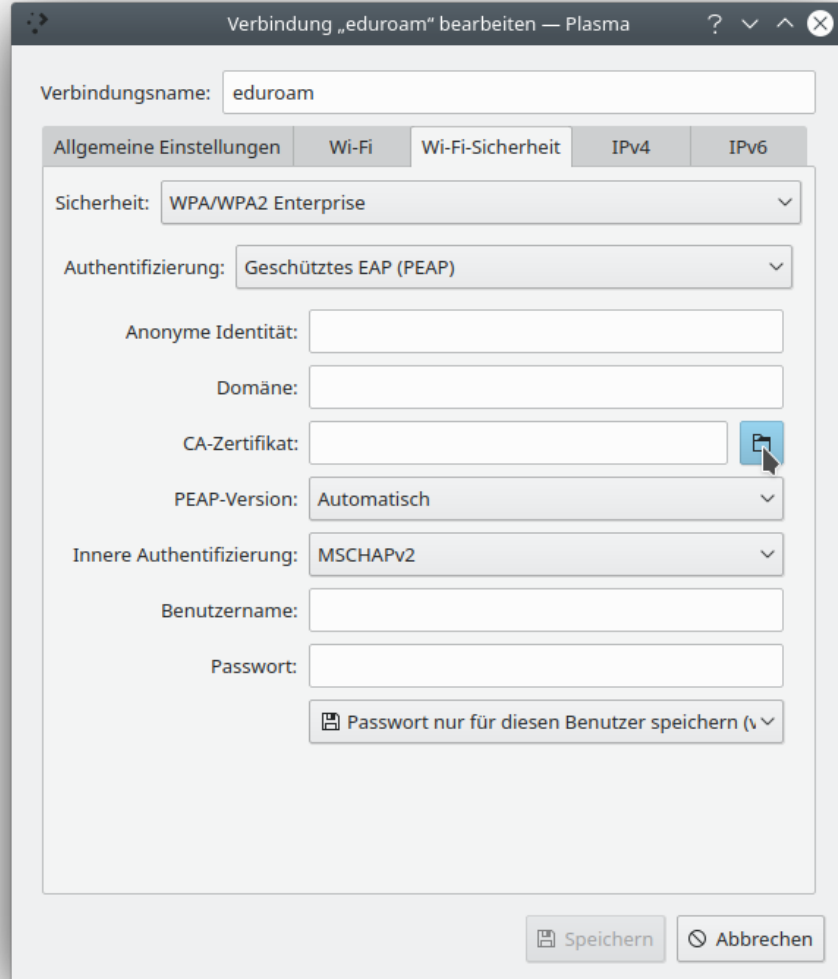 Verbindung „eduroam“ bearbeiten — Plasma
Verbindungsname: eduroam
Allgemeine Einstellungen Wi-Fi Wi-Fi-Sicherheit IPv4 IPv6
Sicherheit: WPA/WPA2 Enterprise
Authentifizierung: Geschütztes EAP (PEAP)
Anonyme Identität:
Domäne:
CA-Zertifikat:
PEAP-Version: Automatisch
Innere Authentifizierung: MSCHAPv2
Benutzername:
Passwort:
Passwort nur für diesen Benutzer speichern (v
Speichern Abbrechen